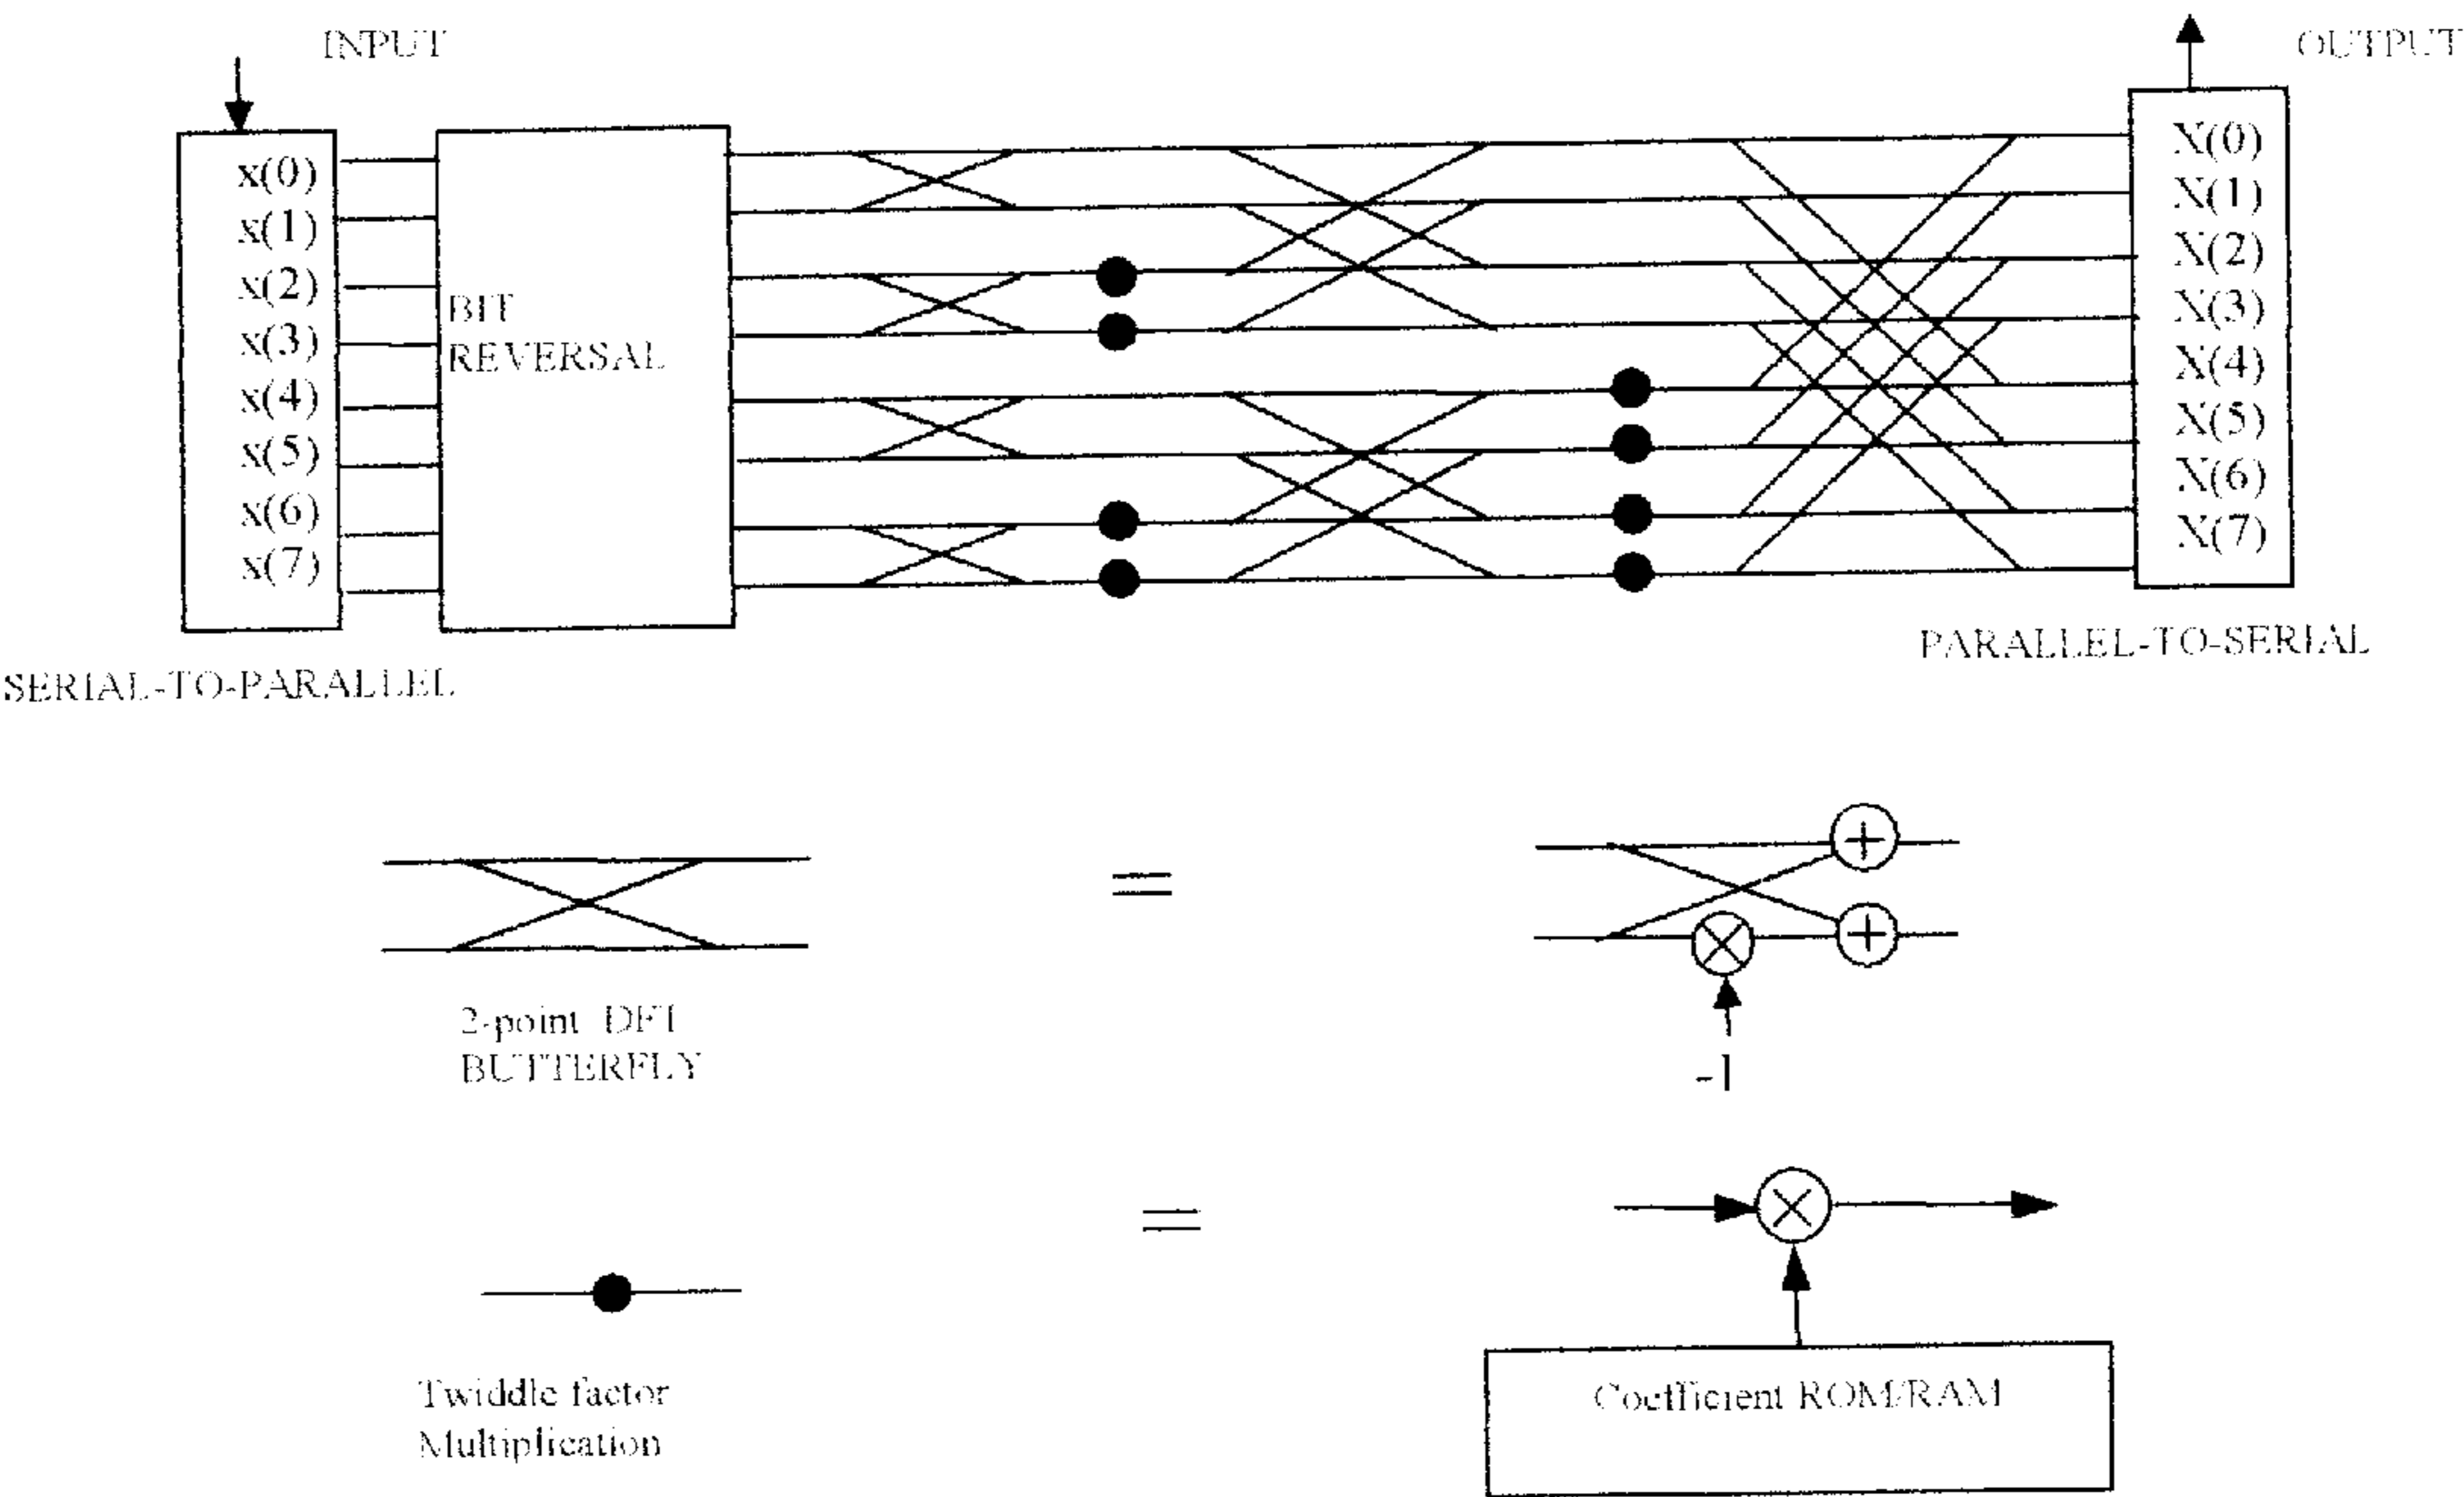 INPUT
OUTPUT
x(0)
x(1)
x(2)
x(3)
x(4)
x(5)
x(6)
x(7)
BIT
REVERSAL
X(0)
X(1)
X(2)
X(3)
X(4)
X(5)
X(6)
X(7)
SERIAL-TO-PARALLEL
PARALLEL-TO-SERIAL
=
+
+
-1
2-point DFT
BUTTERFLY
=
Twiddle factor
Multiplication
Coefficient ROM/RAM